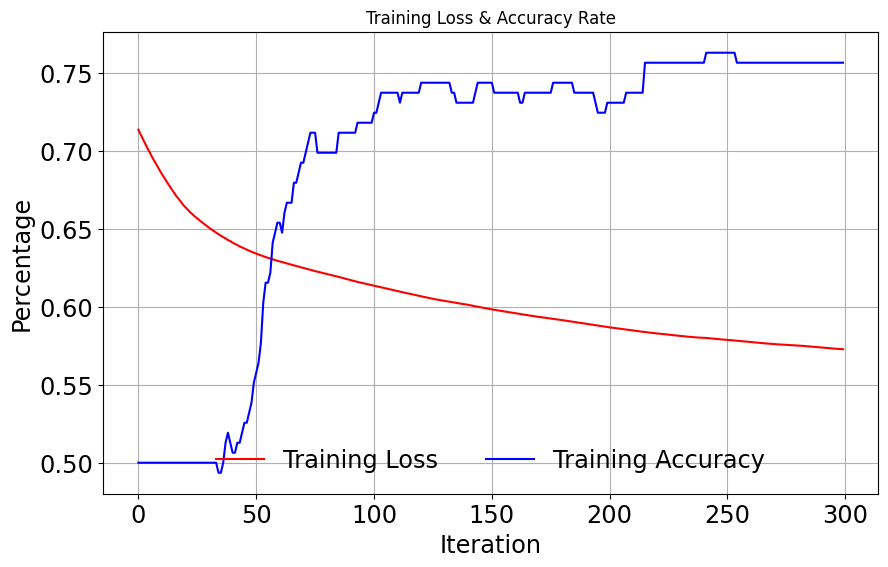 Training Loss & Accuracy Rate
0.75
0.70
0.65
0.60
0.55
0.50
Percentage
Training Loss
Training Accuracy
0 50 100 150 200 250 300
Iteration